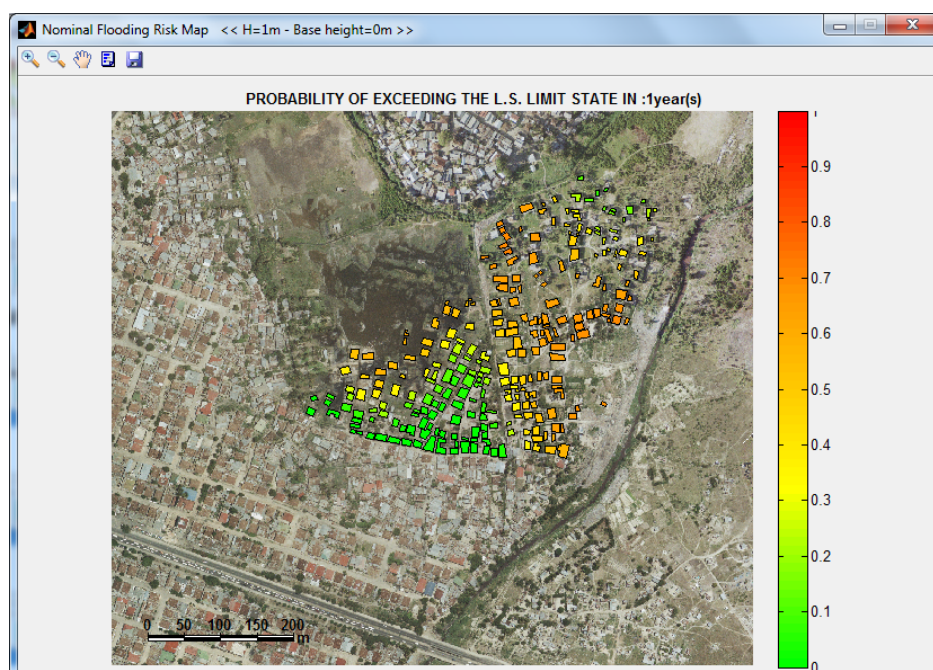 Nominal Flooding Risk Map << H=1m - Base height=0m >>
PROBABILITY OF EXCEEDING THE L.S. LIMIT STATE IN :1year(s)
1
0.9
0.8
0.7
0.6
0.5
0.4
0.3
0.2
0.1
0
0 50 100 150 200
m